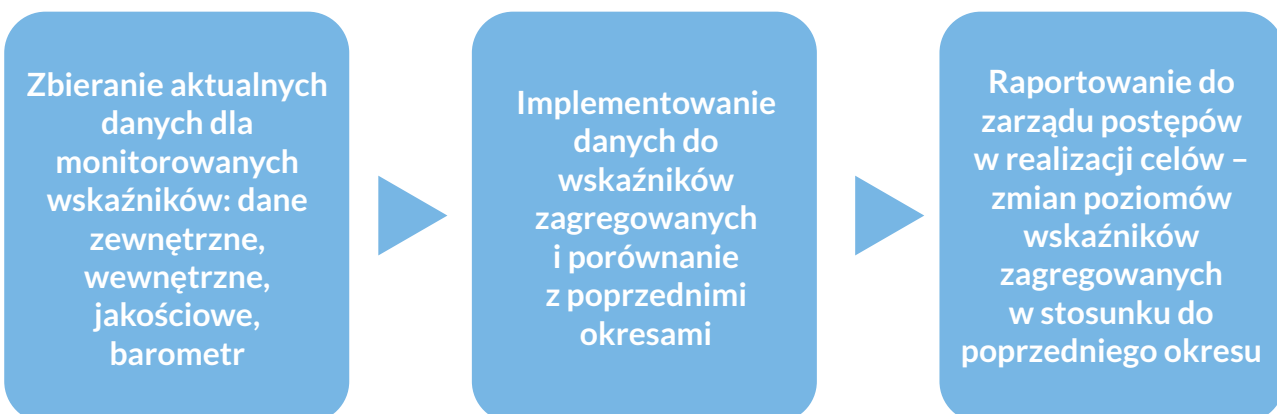 Zbieranie aktualnych
danych dla
monitorowanych
wskaźników: dane
zewnętrzne,
wewnętrzne,
jakościowe,
barometr
Implementowanie
danych do
wskaźników
zagregowanych
i porównanie
z poprzednimi
okresami
Raportowanie do
zarządu postępów
w realizacji celów –
zmian poziomów
wskaźników
zagregowanych
w stosunku do
poprzedniego okresu